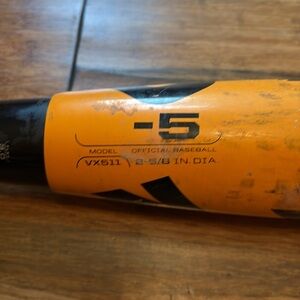 -5
MODEL OFFICIAL BASEBALL
VX511 2-5/8 IN. DIA.